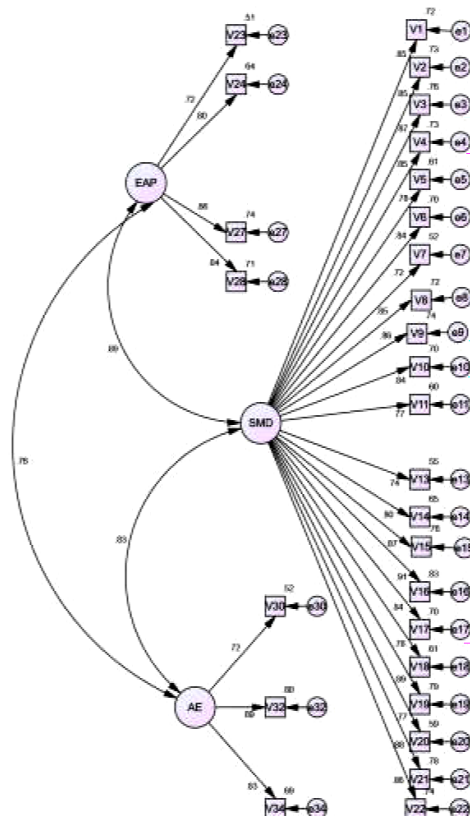 .51
V23 e23
.64
V24 e24
.72
.80
EAP
.86
.74
V27 e27
.84
.71
V28 e28
.89
.76
SMD
.83
.52
V30 e30
.72
AE
.80
V32 e32
.89
.83
.69
V34 e34
.72
V1 e1
.85
.73
V2 e2
.85
.76
V3 e3
.87
.73
V4 e4
.85
.61
V5 e5
.78
.70
V6 e6
.84
.52
V7 e7
.72
.72
V8 e8
.85
.74
V9 e9
.86
.70
V10 e10
.84
.60
V11 e11
.77
.55
V13 e13
.74
.65
V14 e14
.80
.76
V15 e15
.87
.83
V16 e16
.91
.70
V17 e17
.84
.61
V18 e18
.78
.79
V19 e19
.89
.59
V20 e20
.77
.78
V21 e21
.88
.74
V22 e22
.86